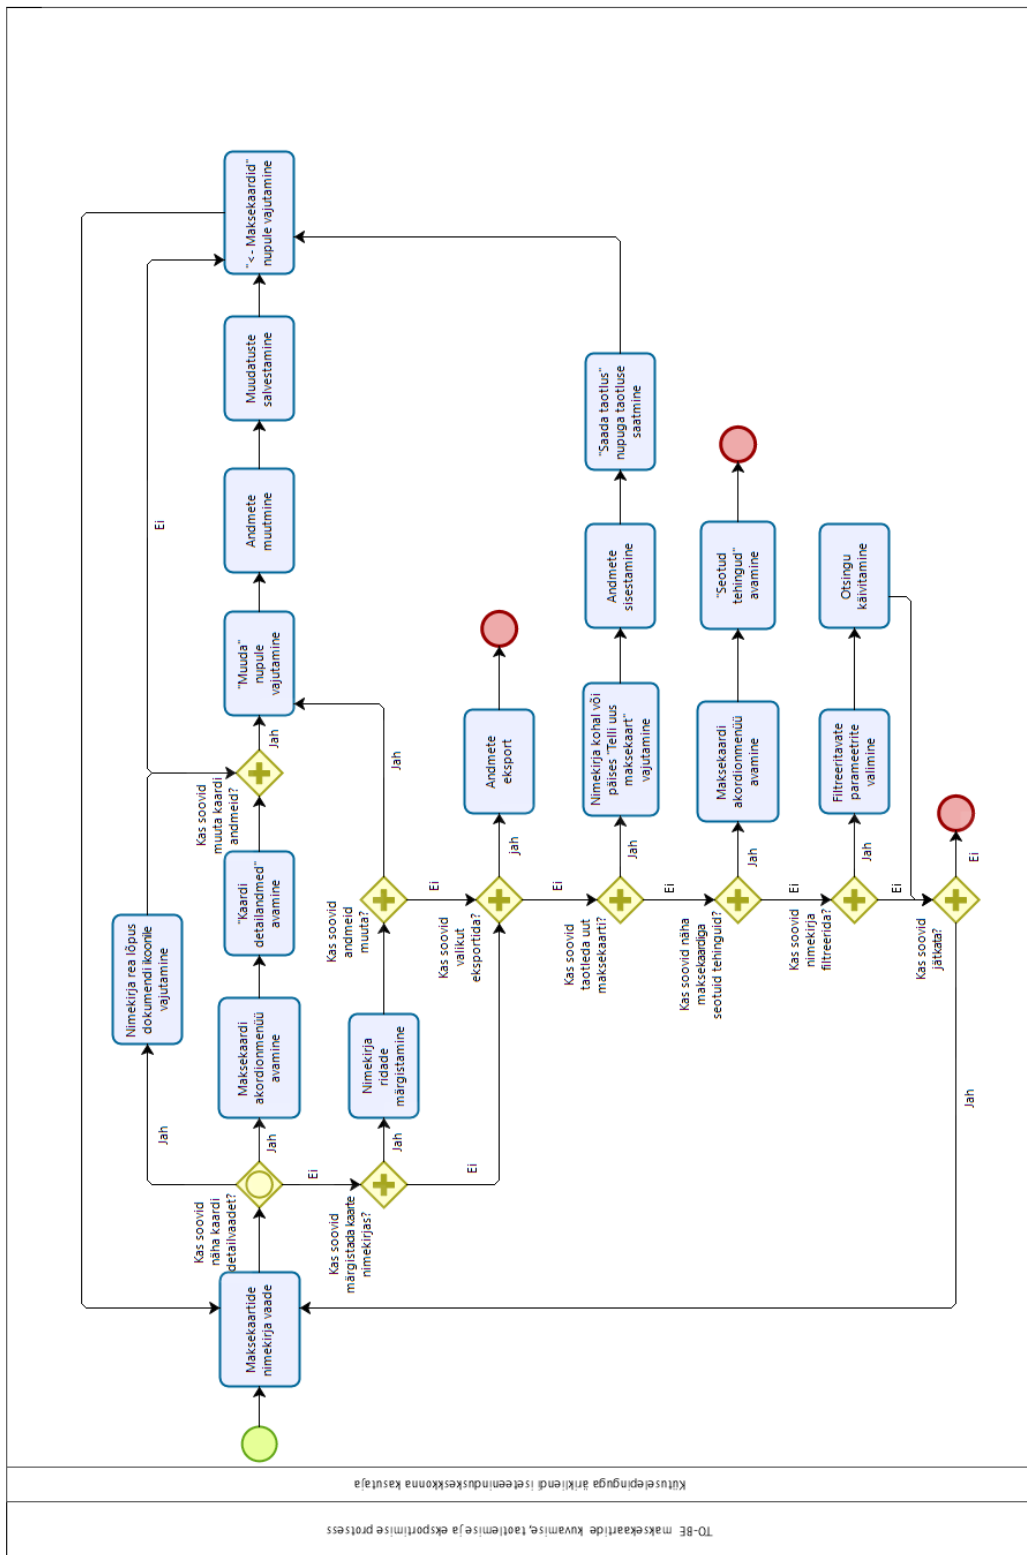 TO-BE maksekaartide kuvamise, taotlemise ja eksportimise protsess
Kütuselepinguga ärikliendi iseteeninduskeskkonna kasutaja
Maksekaartide
nimekirja vaade
Kas soovid
näha kaardi
detailvaadet?
Jah
Nimekirja rea lõpus
dokumendi ikoonile
vajutamine
Jah
Maksekaardi
akordionmenüü
avamine
"Kaardi
detailandmed"
avamine
Kas soovid
muuta kaardi
andmeid?
Ei
Jah
"Muuda"
nupule
vajutamine
Andmete
muutmine
Muudatuste
salvestamine
"<- Maksekaardid"
nupule vajutamine
Ei
Kas soovid
märgistada kaarte
nimekirjas?
Jah
Nimekirja
ridade
märgistamine
Kas soovid
andmeid
muuta?
Jah
Ei
Ei
Kas soovid
valikut
eksportida?
jah
Andmete
eksport
Ei
Kas soovid
taotleda uut
maksekaarti?
Jah
Nimekirja kohal või
päises "Telli uus
maksekaart"
vajutamine
Andmete
sisestamine
"Saada taotlus"
nupuga taotluse
saatmine
Ei
Kas soovid näha
maksekaardiga
seotuid tehinguid?
Jah
Maksekaardi
akordionmenüü
avamine
"Seotud
tehingud"
avamine
Ei
Kas soovid
nimekirja
filtreerida?
Jah
Filtreeritavate
parameetrite
valimine
Otsingu
käivitamine
Ei
Kas soovid
jätkata?
Ei
Jah